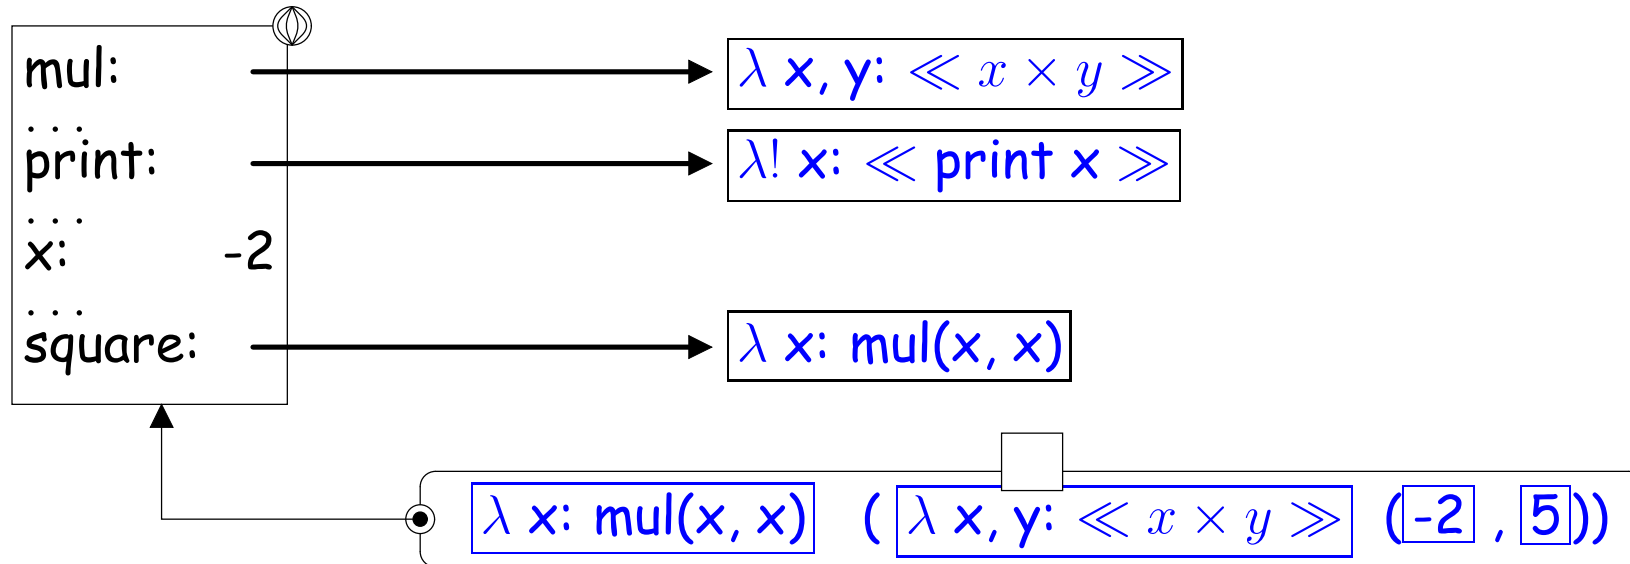 mul: λ x, y: ≪ x × y ≫
. . .
print: λ! x: ≪ print x ≫
. . .
x: -2
. . .
square: λ x: mul(x, x)
λ x: mul(x, x) ( λ x, y: ≪ x × y ≫ (-2 , 5))